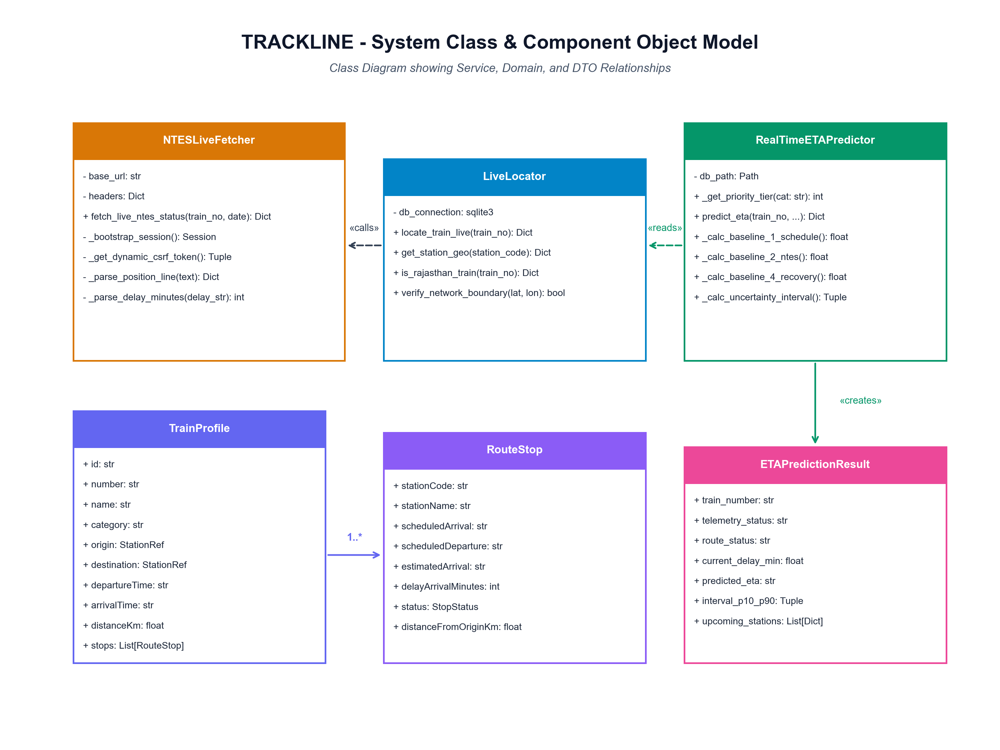 TRACKLINE - System Class & Component Object Model
Class Diagram showing Service, Domain, and DTO Relationships
NTESLiveFetcher
- base_url: str
- headers: Dict
+ fetch_live_ntes_status(train_no, date): Dict
- _bootstrap_session(): Session
- _get_dynamic_csrf_token(): Tuple
- _parse_position_line(text): Dict
- _parse_delay_minutes(delay_str): int
«calls»
LiveLocator
- db_connection: sqlite3
+ locate_train_live(train_no): Dict
+ get_station_geo(station_code): Dict
+ is_rajasthan_train(train_no): Dict
+ verify_network_boundary(lat, lon): bool
«reads»
RealTimeETAPredictor
- db_path: Path
+ _get_priority_tier(cat: str): int
+ predict_eta(train_no, ...): Dict
+ _calc_baseline_1_schedule(): float
+ _calc_baseline_2_ntes(): float
+ _calc_baseline_4_recovery(): float
+ _calc_uncertainty_interval(): Tuple
«creates»
TrainProfile
+ id: str
+ number: str
+ name: str
+ category: str
+ origin: StationRef
+ destination: StationRef
+ departureTime: str
+ arrivalTime: str
+ distanceKm: float
+ stops: List[RouteStop]
1..*
RouteStop
+ stationCode: str
+ stationName: str
+ scheduledArrival: str
+ scheduledDeparture: str
+ estimatedArrival: str
+ delayArrivalMinutes: int
+ status: StopStatus
+ distanceFromOriginKm: float
ETAPredictionResult
+ train_number: str
+ telemetry_status: str
+ route_status: str
+ current_delay_min: float
+ predicted_eta: str
+ interval_p10_p90: Tuple
+ upcoming_stations: List[Dict]